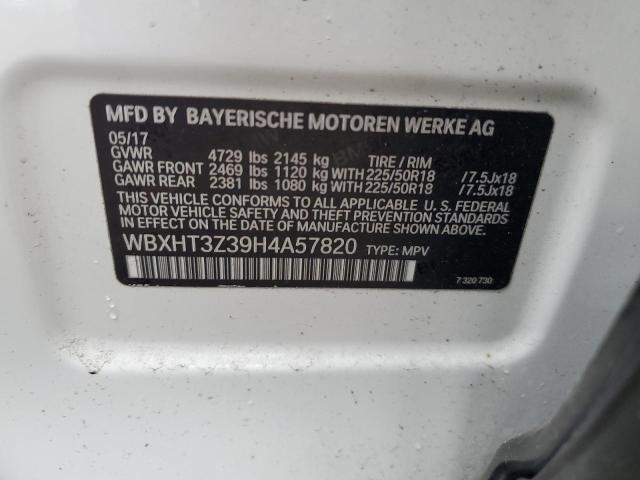 MFD BY BAYERISCHE MOTOREN WERKE AG
05/17
GVWR 4729 lbs 2145 kg TIRE / RIM
GAWR FRONT 2469 lbs 1120 kg WITH 225/50R18 /7.5Jx18
GAWR REAR 2381 lbs 1080 kg WITH 225/50R18 /7.5Jx18
THIS VEHICLE CONFORMS TO ALL APPLICABLE U. S. FEDERAL
MOTOR VEHICLE SAFETY, BUMPER, AND THEFT PREVENTION
STANDARDS IN EFFECT ON THE DATE OF MANUFACTURE SHOWN ABOVE.
WBXHT3Z39H4A57820 TYPE: MPV
7 320 730